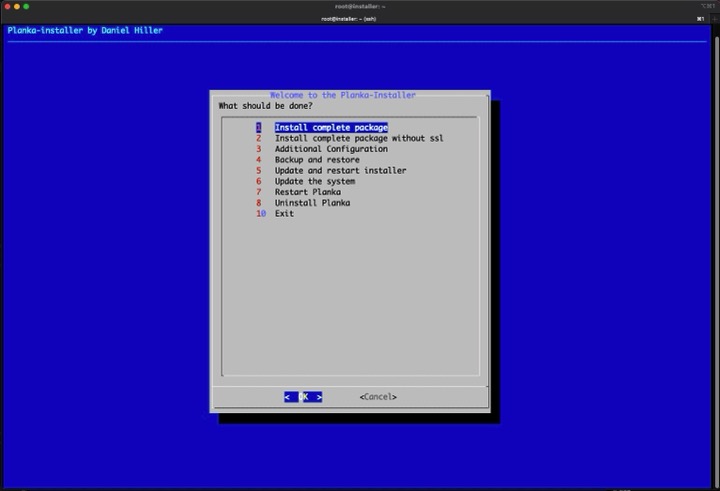 root@installer: ~
⌥⌘1
root@installer: ~ (ssh)
⌘1
Planka-installer by Daniel Hiller
Welcome to the Planka-Installer
What should be done?
1 Install complete package
2 Install complete package without ssl
3 Additional Configuration
4 Backup and restore
5 Update and restart installer
6 Update the system
7 Restart Planka
8 Uninstall Planka
10 Exit
< OK > <Cancel>